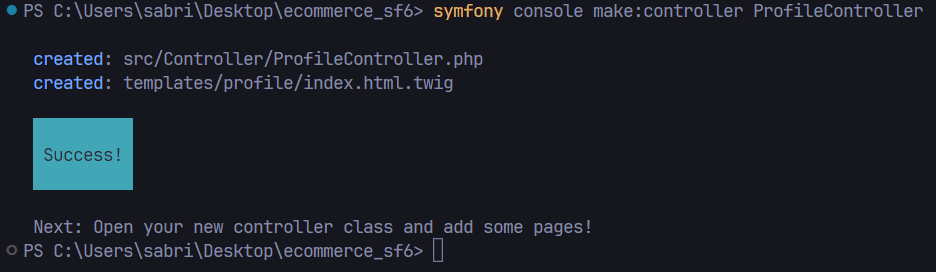 PS C:\Users\sabri\Desktop\ecommerce_sf6> symfony console make:controller ProfileController
created: src/Controller/ProfileController.php
created: templates/profile/index.html.twig
Success!
Next: Open your new controller class and add some pages!
PS C:\Users\sabri\Desktop\ecommerce_sf6>